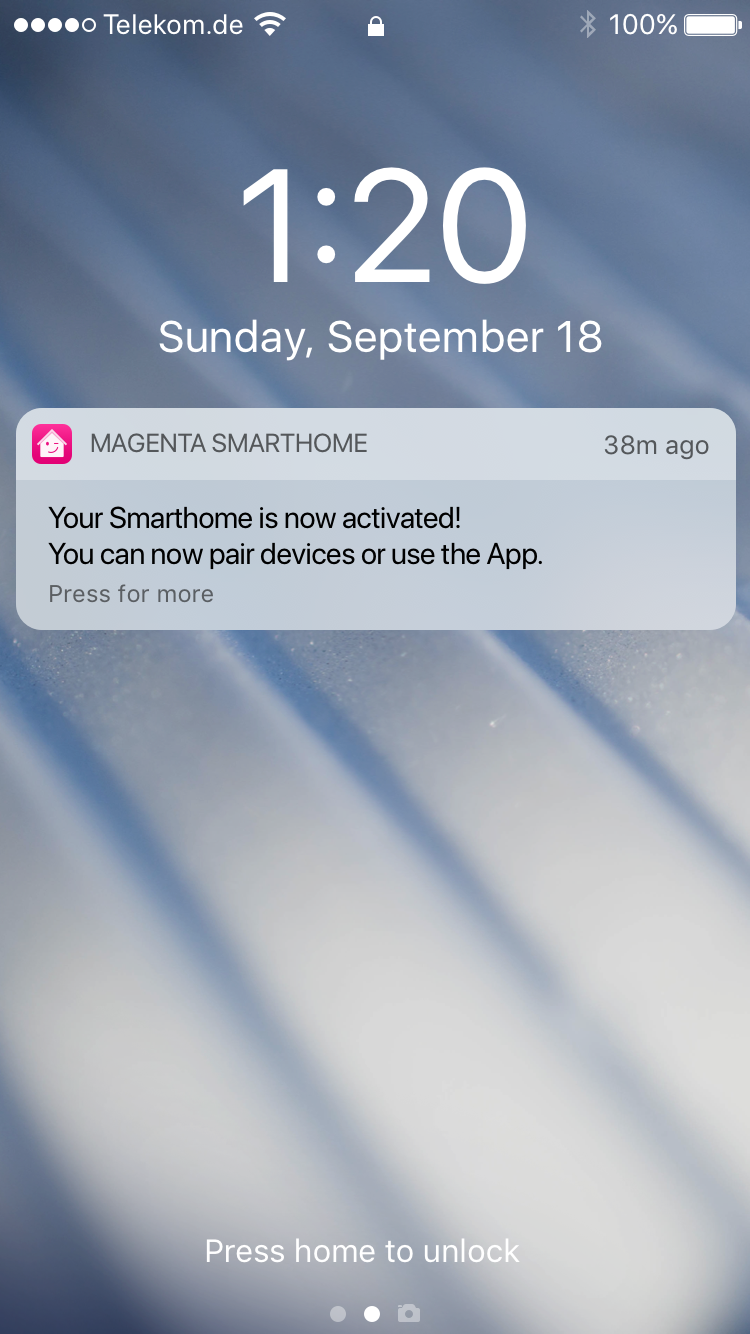 Telekom.de 100%
1:20
Sunday, September 18
MAGENTA SMARTHOME 38m ago
Your Smarthome is now activated!
You can now pair devices or use the App.
Press for more
Press home to unlock